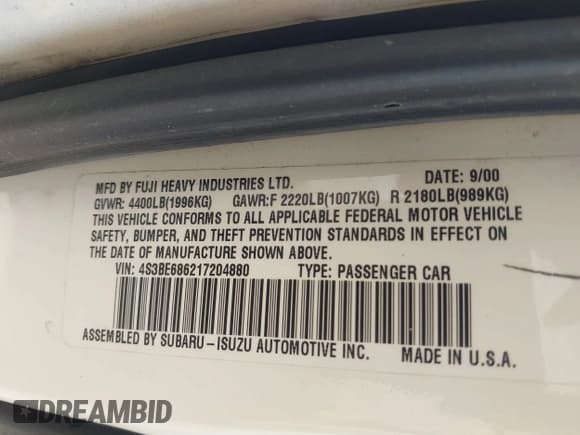 MFD BY FUJI HEAVY INDUSTRIES LTD. DATE: 9/00
GVWR: 4400LB(1996KG) GAWR:F 2220LB(1007KG) R 2180LB(989KG)
THIS VEHICLE CONFORMS TO ALL APPLICABLE FEDERAL MOTOR VEHICLE
SAFETY, BUMPER, AND THEFT PREVENTION STANDARDS IN EFFECT ON
THE DATE OF MANUFACTURE SHOWN ABOVE.
VIN: 4S3BE686217204880 TYPE: PASSENGER CAR
ASSEMBLED BY SUBARU-ISUZU AUTOMOTIVE INC. MADE IN U.S.A.
DREAMBID